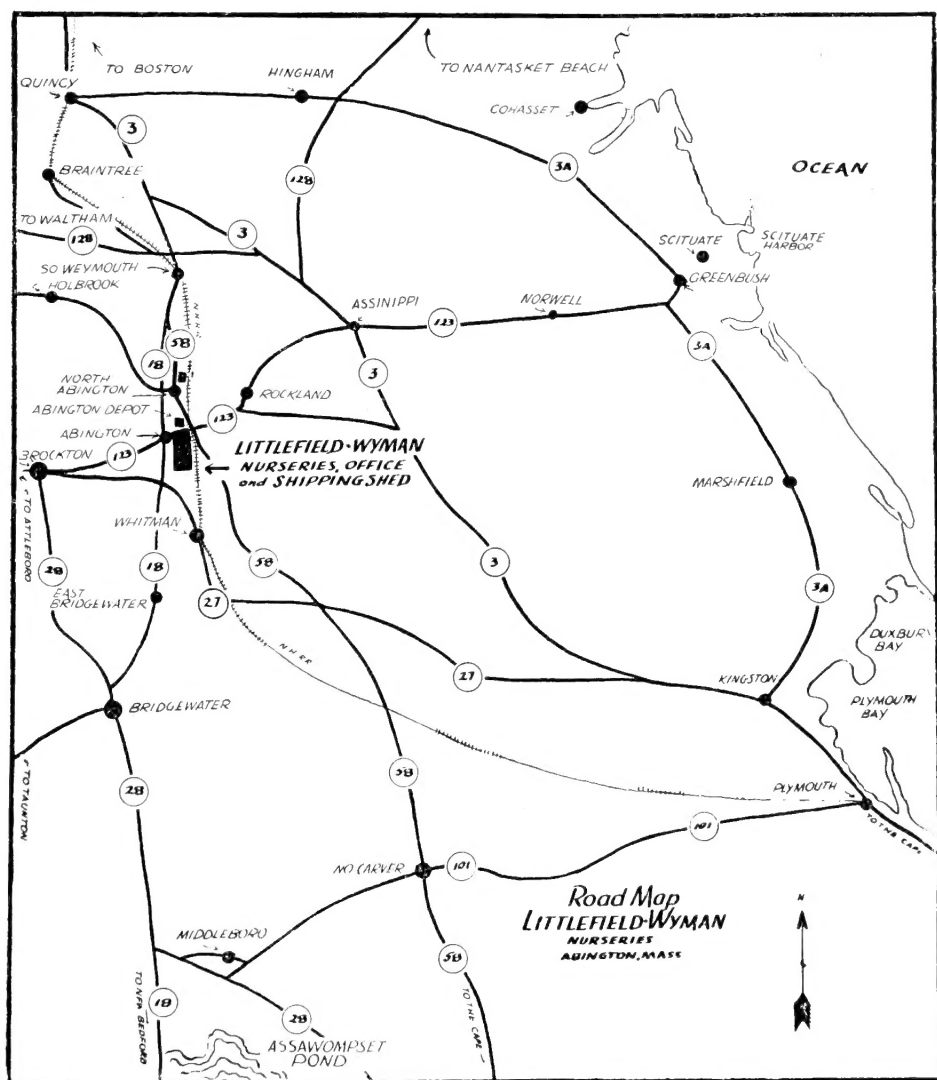 TO BOSTON
TO NANTASKET BEACH
HINGHAM
QUINCY
COHASSET
3
BRAINTREE
3A
OCEAN
128
TO WALTHAM
128
3
SCITUATE
SCITUATE
HARBOR
SO WEYMOUTH
HOLBROOK
GREENBUSH
N H R R
ASSINIPPI
NORWELL
123
58
18
3A
3
NORTH
ABINGTON
ROCKLAND
ABINGTON DEPOT
123
ABINGTON
LITTLEFIELD-WYMAN
NURSERIES, OFFICE
and SHIPPING SHED
BROCKTON
123
MARSHFIELD
TO ATTLEBORO
WHITMAN
28
18
58
3
3A
EAST
BRIDGEWATER
27
DUXBURY
BAY
N H R R
27
KINGSTON
BRIDGEWATER
PLYMOUTH
BAY
TO TAUNTON
28
58
PLYMOUTH
TO THE CAPE
101
NO CARVER
101
Road Map
LITTLEFIELD-WYMAN
NURSERIES
ABINGTON, MASS
N
MIDDLEBORO
58
TO NEW BEDFORD
18
28
TO THE CAPE
ASSAWOMPSET
POND